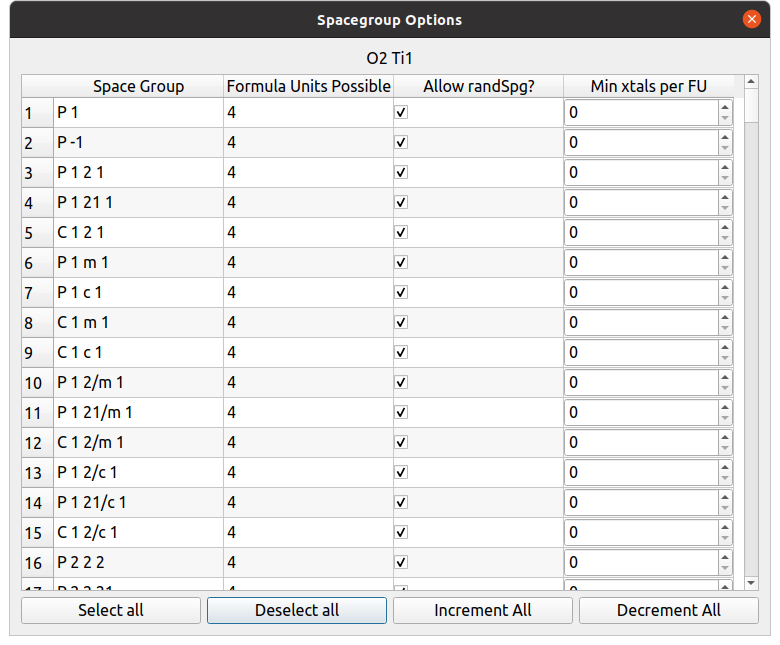 Spacegroup Options
O2 Ti1
Space Group Formula Units Possible Allow randSpg? Min xtals per FU
1 P 1 4 0
2 P -1 4 0
3 P 1 2 1 4 0
4 P 1 21 1 4 0
5 C 1 2 1 4 0
6 P 1 m 1 4 0
7 P 1 c 1 4 0
8 C 1 m 1 4 0
9 C 1 c 1 4 0
10 P 1 2/m 1 4 0
11 P 1 21/m 1 4 0
12 C 1 2/m 1 4 0
13 P 1 2/c 1 4 0
14 P 1 21/c 1 4 0
15 C 1 2/c 1 4 0
16 P 2 2 2 4 0
17 P 2 2 21 4 0
Select all Deselect all Increment All Decrement All